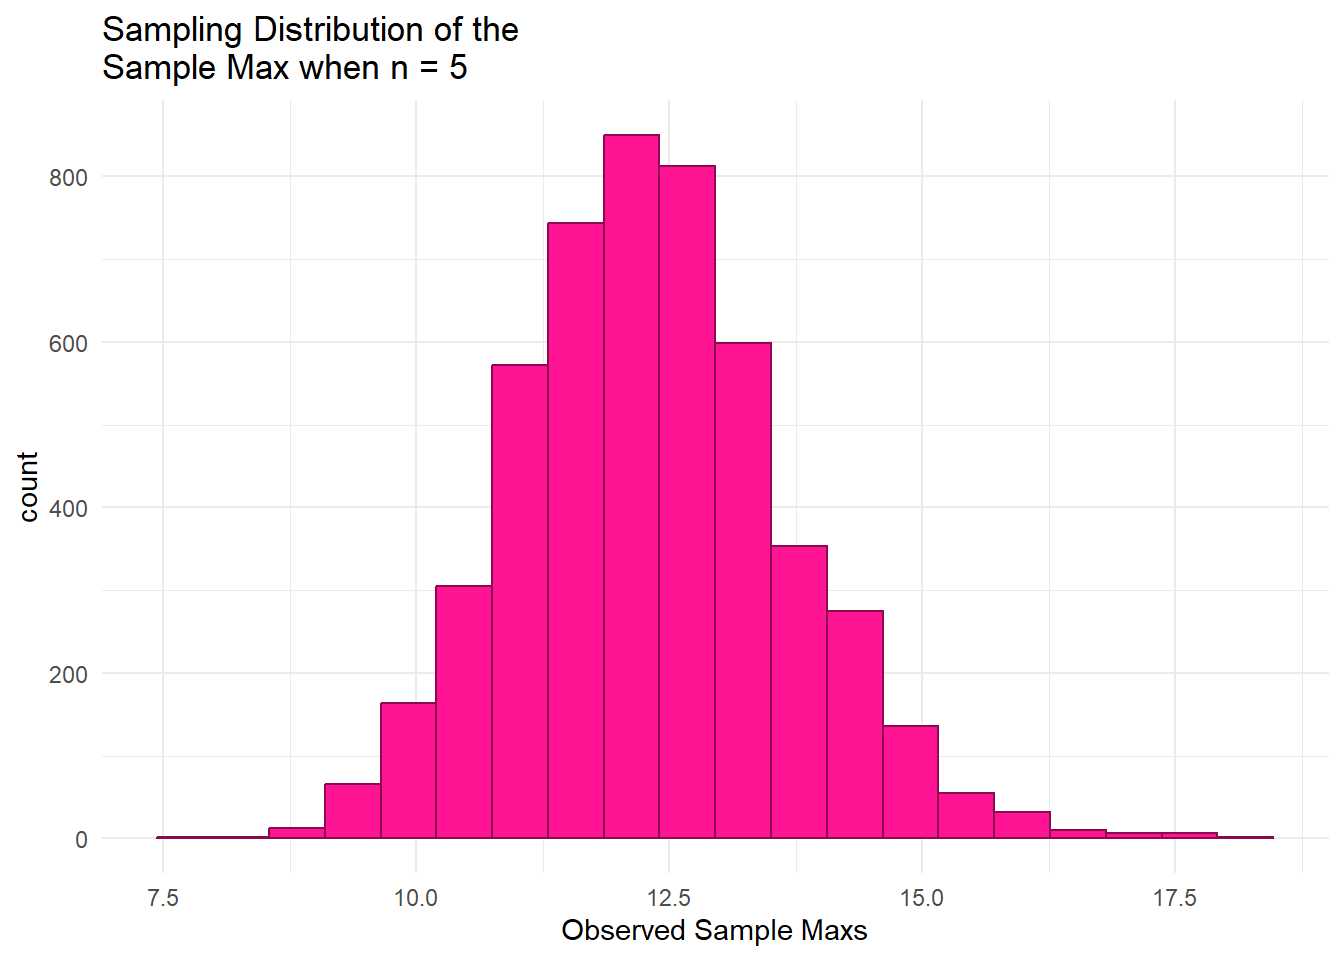 Sampling Distribution of the
Sample Max when n = 5
800
600
400
200
0
count
7.5 10.0 12.5 15.0 17.5
Observed Sample Maxs